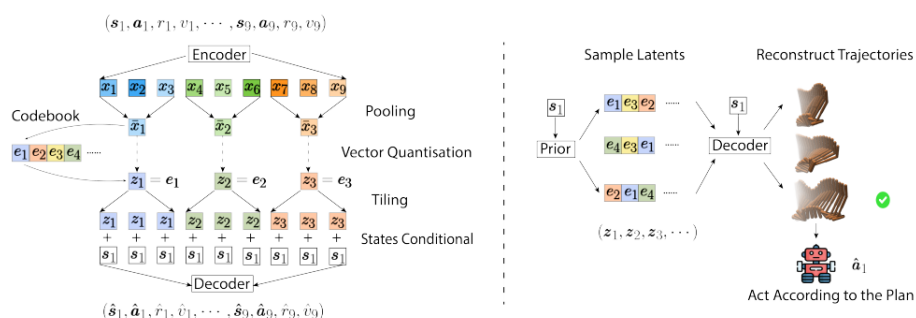 (s₁, a₁, r₁, v₁, ⋯, s₉, a₉, r₉, v₉)
Encoder
x₁ x₂ x₃ x₄ x₅ x₆ x₇ x₈ x₉
Pooling
Codebook
x̄₁ x̄₂ x̄₃
e₁ e₂ e₃ e₄ ······
Vector Quantisation
z₁ = e₁ z₂ = e₂ z₃ = e₃
Tiling
z₁ z₁ z₁ z₂ z₂ z₂ z₃ z₃ z₃
+ + + + + + + + +
States Conditional
s₁ s₁ s₁ s₁ s₁ s₁ s₁ s₁ s₁
Decoder
(ŝ₁, â₁, r̂₁, v̂₁, ⋯, ŝ₉, â₉, r̂₉, v̂₉)
Sample Latents
Reconstruct Trajectories
s₁
Prior
e₁ e₃ e₂ ······
e₄ e₃ e₁ ······
e₂ e₁ e₄ ······
(z₁, z₂, z₃, ⋯)
s₁
Decoder
â₁
Act According to the Plan